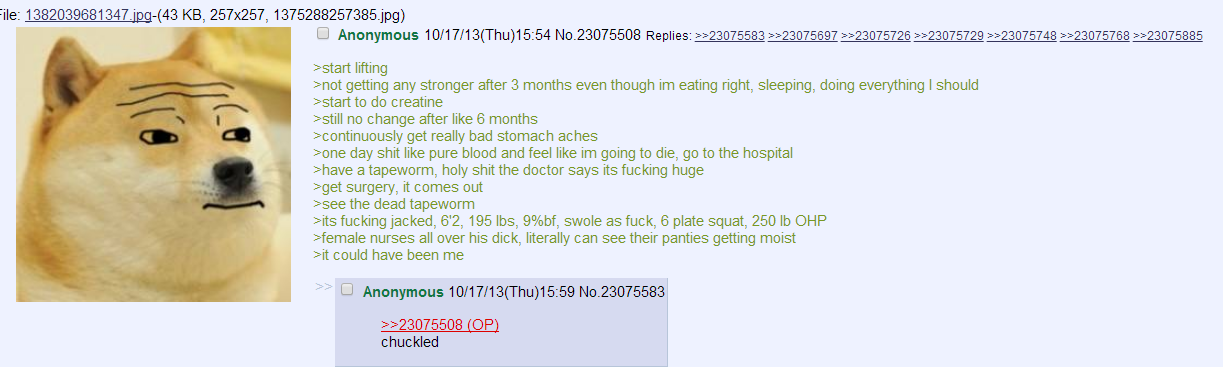 File: 1382039681347.jpg-(43 KB, 257x257, 1375288257385.jpg)
Anonymous 10/17/13(Thu)15:54 No.23075508 Replies: >>23075583 >>23075697 >>23075726 >>23075729 >>23075748 >>23075768 >>23075885
>start lifting
>not getting any stronger after 3 months even though im eating right, sleeping, doing everything I should
>start to do creatine
>still no change after like 6 months
>continuously get really bad stomach aches
>one day shit like pure blood and feel like im going to die, go to the hospital
>have a tapeworm, holy shit the doctor says its fucking huge
>get surgery, it comes out
>see the dead tapeworm
>its fucking jacked, 6'2, 195 lbs, 9%bf, swole as fuck, 6 plate squat, 250 lb OHP
>female nurses all over his dick, literally can see their panties getting moist
>it could have been me
>> Anonymous 10/17/13(Thu)15:59 No.23075583
>>23075508 (OP)
chuckled